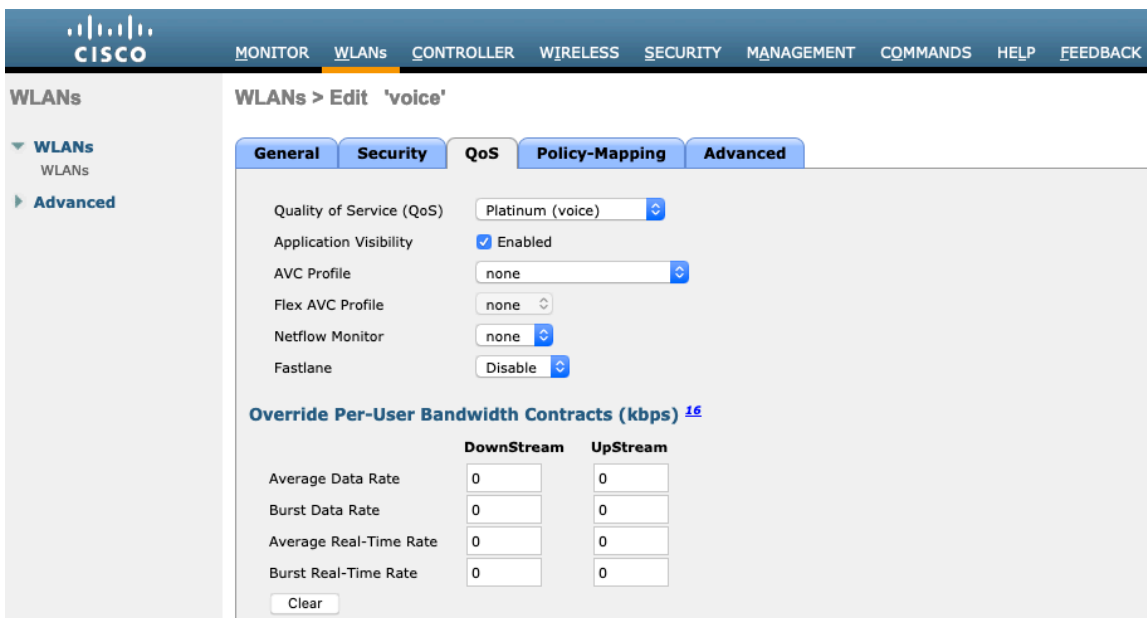 CISCO
MONITOR WLANs CONTROLLER WIRELESS SECURITY MANAGEMENT COMMANDS HELP FEEDBACK
WLANs
WLANs > Edit 'voice'
WLANs
WLANs
Advanced
General Security QoS Policy-Mapping Advanced
Quality of Service (QoS) Platinum (voice)
Application Visibility Enabled
AVC Profile none
Flex AVC Profile none
Netflow Monitor none
Fastlane Disable
Override Per-User Bandwidth Contracts (kbps) 16
DownStream UpStream
Average Data Rate 0 0
Burst Data Rate 0 0
Average Real-Time Rate 0 0
Burst Real-Time Rate 0 0
Clear